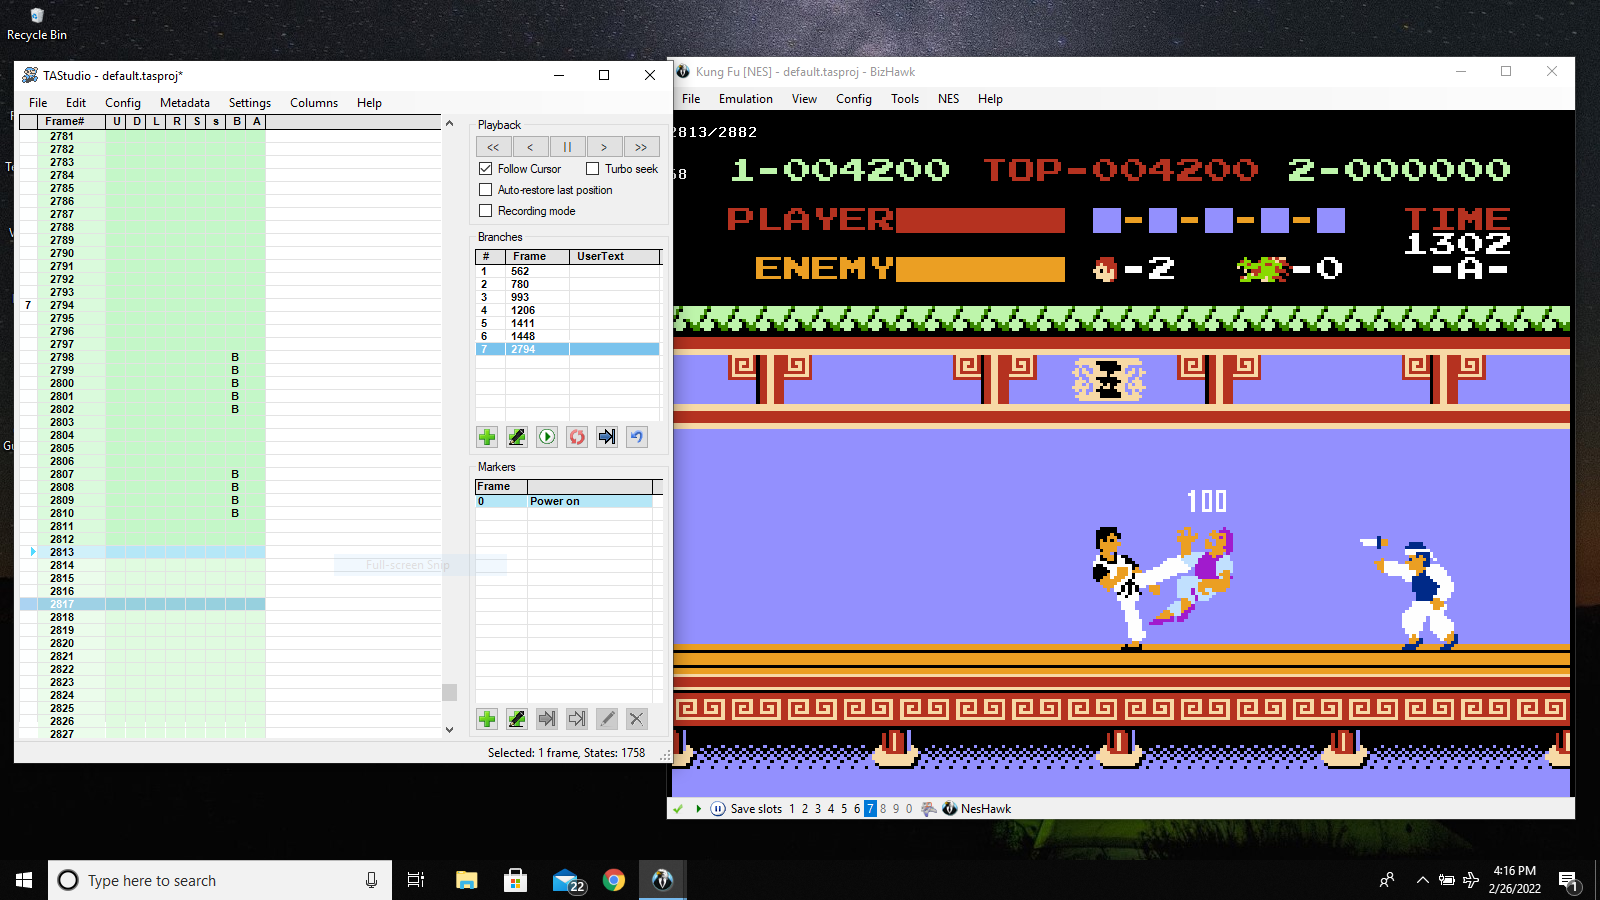 Recycle Bin
TAStudio - default.tasproj*
File Edit Config Metadata Settings Columns Help
Frame# U D L R S s B A
2781
2782
2783
2784
2785
2786
2787
2788
2789
2790
2791
2792
2793
7 2794
2795
2796
2797
2798 B
2799 B
2800 B
2801 B
2802 B
2803
2804
2805
2806
2807 B
2808 B
2809 B
2810 B
2811
2812
2813
2814
2815
2816
2817
2818
2819
2820
2821
2822
2823
2824
2825
2826
2827
Full-screen Snip
Playback
<< < || > >>
Follow Cursor Turbo seek
Auto-restore last position
Recording mode
Branches
# Frame UserText
1 562
2 780
3 993
4 1206
5 1411
6 1448
7 2794
Markers
Frame
0 Power on
Selected: 1 frame, States: 1758
Kung Fu [NES] - default.tasproj - BizHawk
File Emulation View Config Tools NES Help
2813/2882
68
1-004200 TOP-004200 2-000000
PLAYER TIME
1302
ENEMY -2 -0 -A-
100
Save slots 1 2 3 4 5 6 7 8 9 0 NesHawk
Type here to search
22
4:16 PM
2/26/2022
1